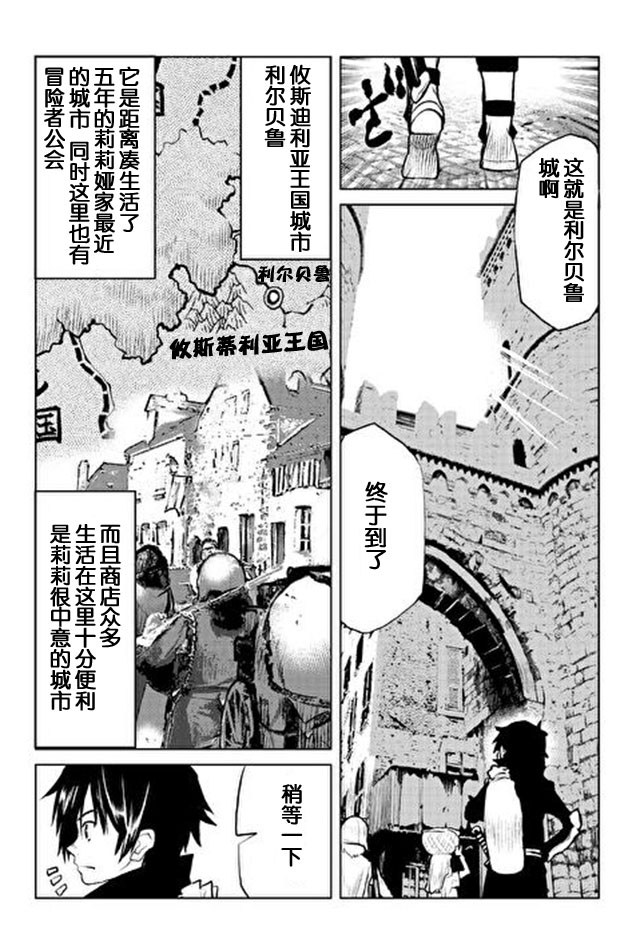 这就是利尔贝鲁
城啊
终于到了
攸斯迪利亚王国城市
利尔贝鲁
它是距离凑生活了
五年的莉莉娅家最近
的城市 同时这里也有
冒险者公会
利尔贝鲁
攸斯蒂利亚王国
国
而且商店众多
生活在这里十分便利
是莉莉很中意的城市
稍等一下